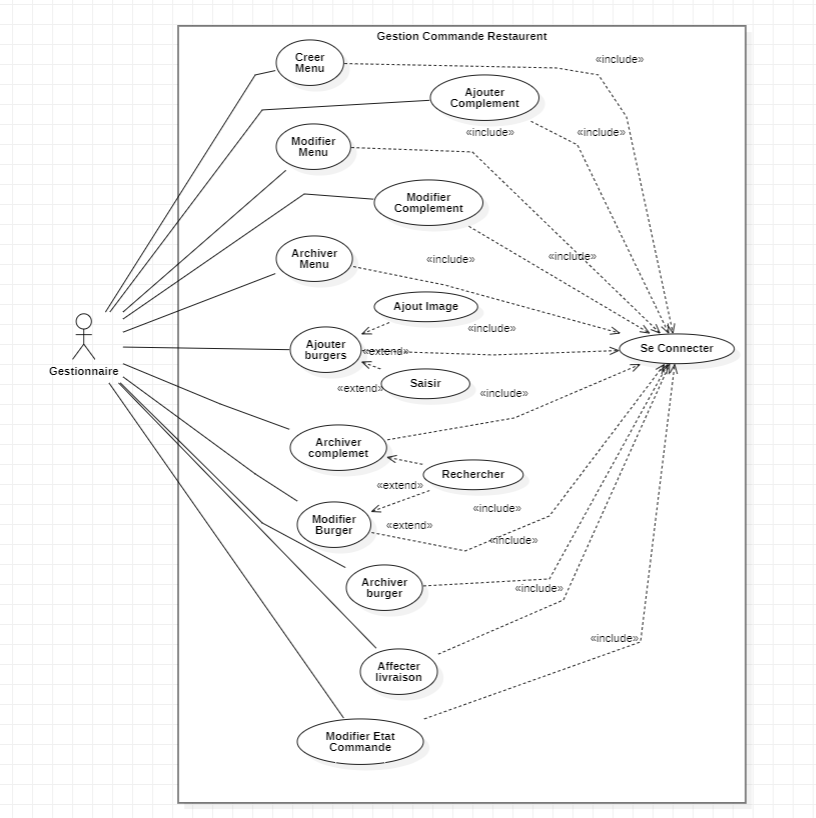 Gestion Commande Restaurent
Creer
Menu
«include»
Ajouter
Complement
«include»
«include»
Modifier
Menu
Modifier
Complement
Archiver
Menu
«include»
«include»
Ajout Image
«include»
Ajouter
burgers
«extend»
Se Connecter
Gestionnaire
Saisir
«extend»
«include»
Archiver
complemet
Rechercher
«extend»
«include»
Modifier
Burger
«extend»
«include»
Archiver
burger
«include»
«include»
Affecter
livraison
Modifier Etat
Commande